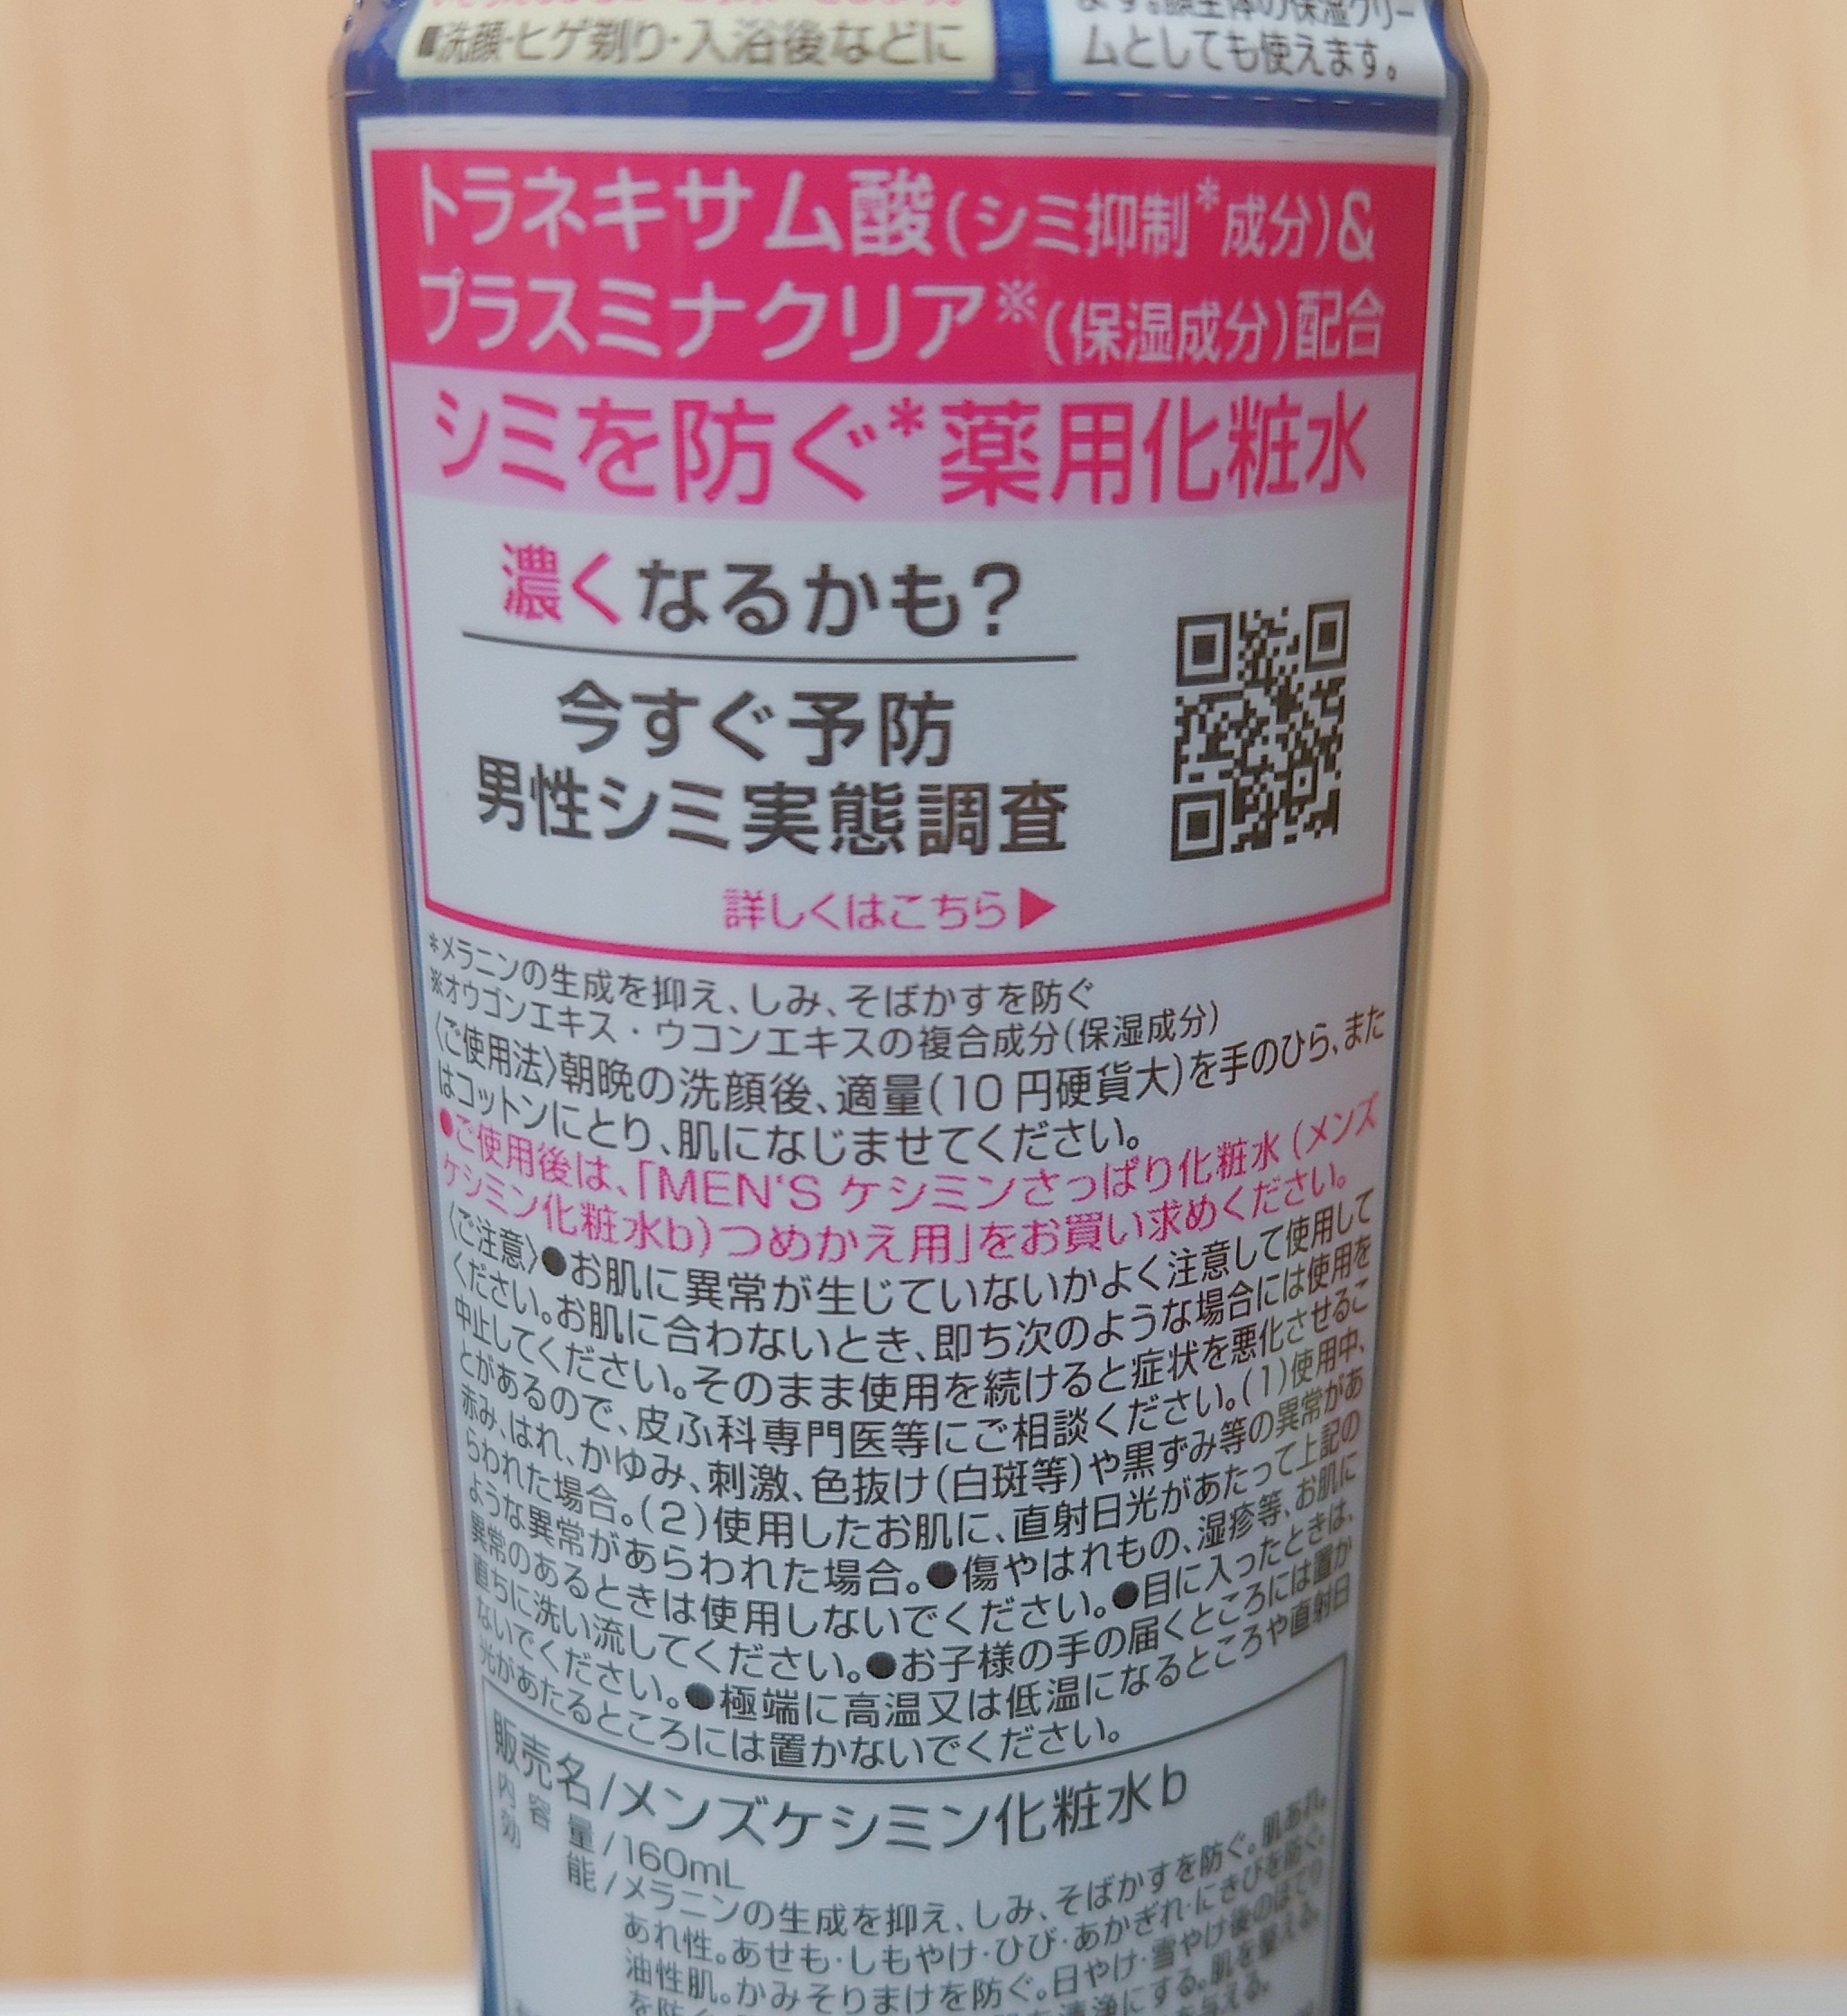 ■洗顔・ヒゲ剃り・入浴後などに
ムとしても使えます。
トラネキサム酸(シミ抑制*成分)&
プラスミナクリア※(保湿成分)配合
シミを防ぐ*薬用化粧水
濃くなるかも?
今すぐ予防
男性シミ実態調査
詳しくはこちら▶
*メラニンの生成を抑え、しみ、そばかすを防ぐ
※オウゴンエキス・ウコンエキスの複合成分(保湿成分)
〈ご使用法〉朝晩の洗顔後、適量(10円硬貨大)を手のひら、また
はコットンにとり、肌になじませてください。
●ご使用後は、「MEN'S ケシミンさっぱり化粧水(メンズ
ケシミン化粧水b)つめかえ用」をお買い求めください。
〈ご注意〉●お肌に異常が生じていないかよく注意して使用して
ください。お肌に合わないとき、即ち次のような場合には使用を
中止してください。そのまま使用を続けると症状を悪化させるこ
とがあるので、皮ふ科専門医等にご相談ください。(1)使用中、
赤み、はれ、かゆみ、刺激、色抜け(白斑等)や黒ずみ等の異常があ
らわれた場合。(2)使用したお肌に、直射日光があたって上記の
ような異常があらわれた場合。●傷やはれもの、湿疹等、お肌に
異常のあるときは使用しないでください。●目に入ったときは、
直ちに洗い流してください。●お子様の手の届くところには置か
ないでください。●極端に高温又は低温になるところや直射日
光があたるところには置かないでください。
販売名/メンズケシミン化粧水b
内容量/160mL
効能/メラニンの生成を抑え、しみ、そばかすを防ぐ。肌あれ。
あれ性。あせも・しもやけ・ひび・あかぎれ・にきびを防ぐ。
油性肌。かみそりまけを防ぐ。日やけ・雪やけ後のほてり
を防ぐ。 清浄にする。肌を整える。